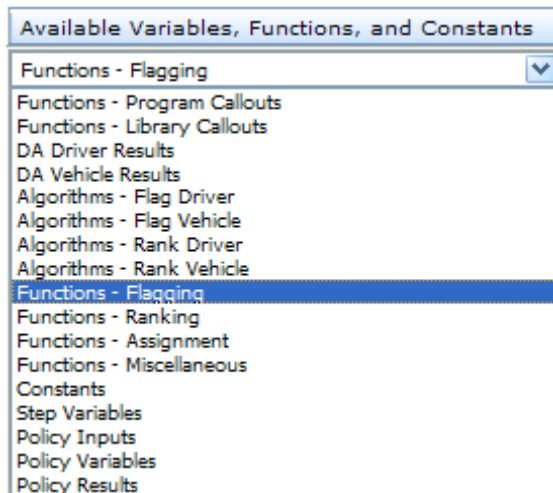 Available Variables, Functions, and Constants
Functions - Flagging
Functions - Program Callouts
Functions - Library Callouts
DA Driver Results
DA Vehicle Results
Algorithms - Flag Driver
Algorithms - Flag Vehicle
Algorithms - Rank Driver
Algorithms - Rank Vehicle
Functions - Flagging
Functions - Ranking
Functions - Assignment
Functions - Miscellaneous
Constants
Step Variables
Policy Inputs
Policy Variables
Policy Results